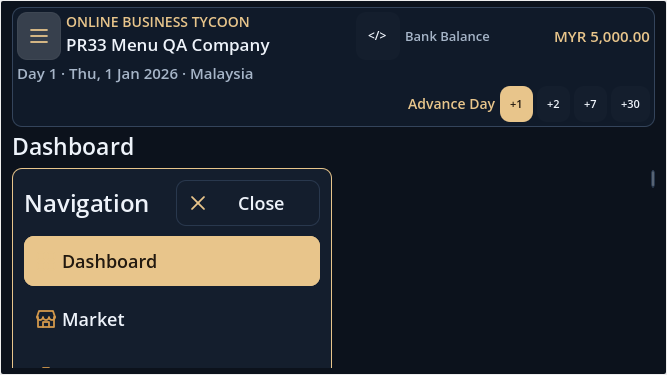 ONLINE BUSINESS TYCOON
PR33 Menu QA Company
</>
Bank Balance
MYR 5,000.00
Day 1 · Thu, 1 Jan 2026 · Malaysia
Advance Day +1 +2 +7 +30
Dashboard
Navigation
Close
Dashboard
Market